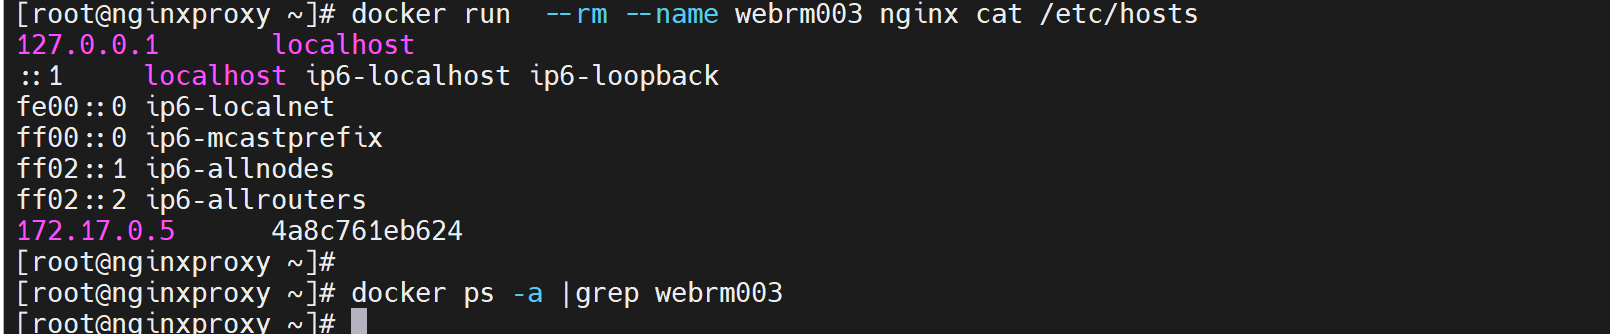 [root@nginxproxy ~]# docker run  --rm --name webrm003 nginx cat /etc/hosts
127.0.0.1       localhost
::1     localhost ip6-localhost ip6-loopback
fe00::0 ip6-localnet
ff00::0 ip6-mcastprefix
ff02::1 ip6-allnodes
ff02::2 ip6-allrouters
172.17.0.5      4a8c761eb624
[root@nginxproxy ~]#
[root@nginxproxy ~]# docker ps -a |grep webrm003
[root@nginxproxy ~]#